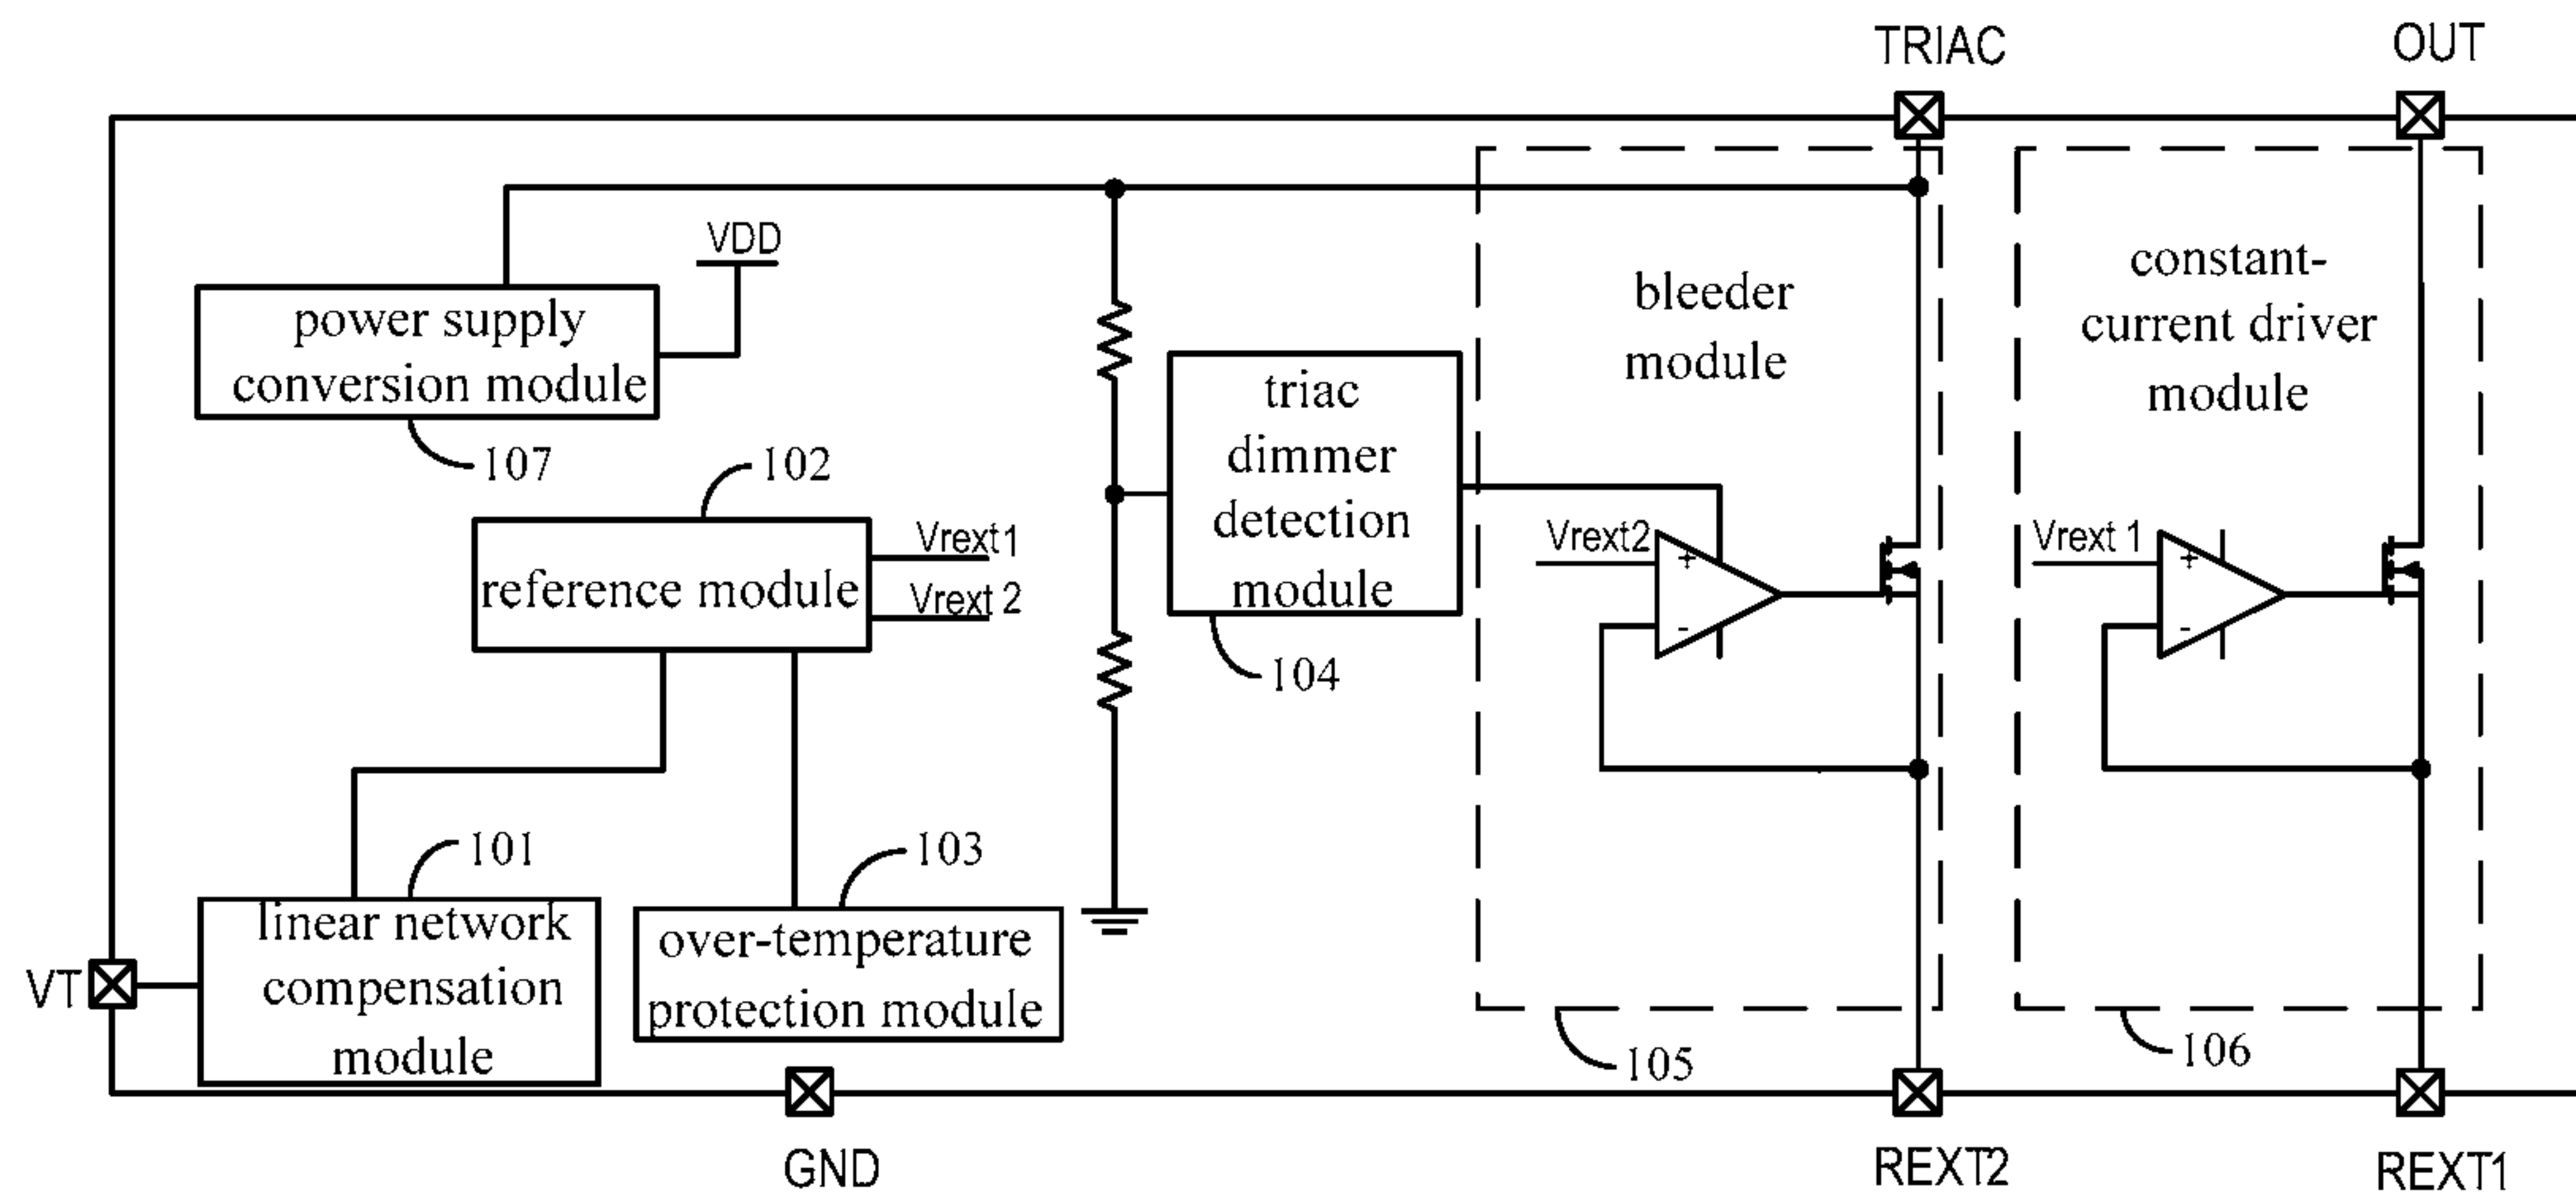 TRIAC
OUT
VDD
power supply
conversion module
107
102
reference module
Vrext1
Vrext 2
triac
dimmer
detection
module
104
bleeder
module
Vrext2
+
-
constant-
current driver
module
Vrext 1
+
-
101
linear network
compensation
module
103
over-temperature
protection module
VT
105
106
GND
REXT2
REXT1